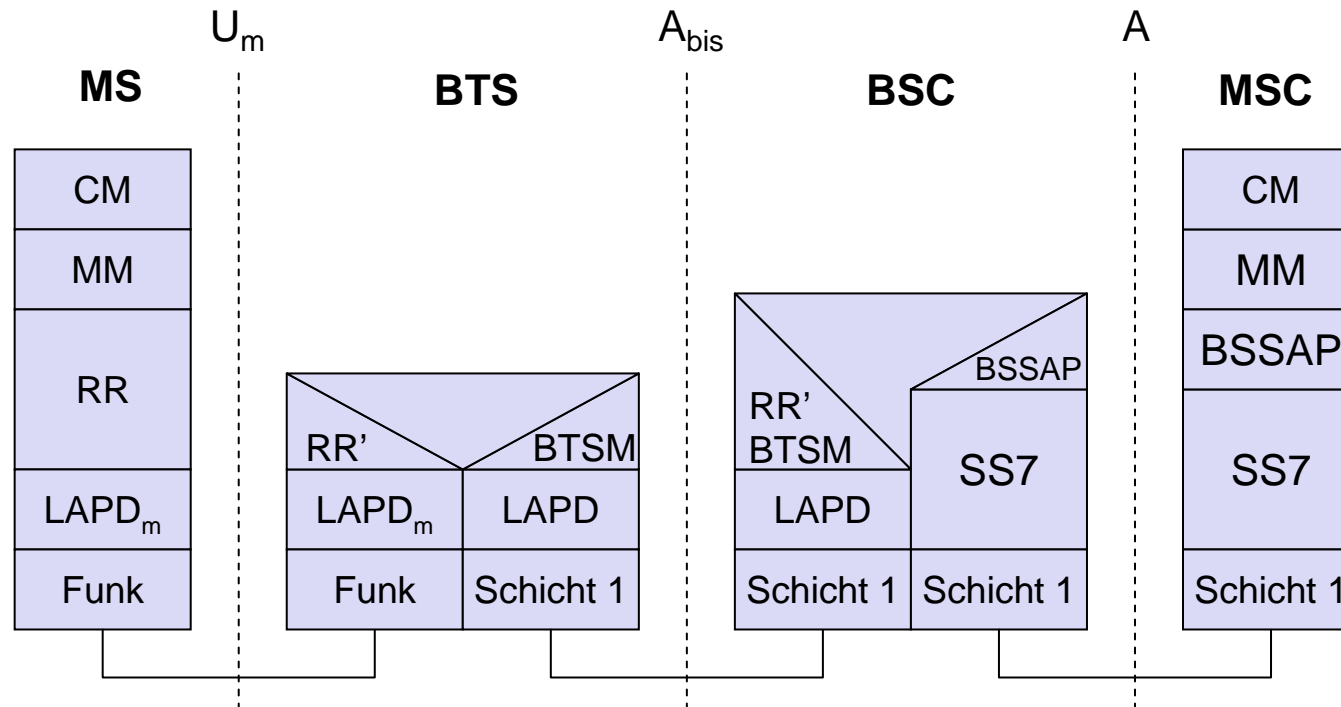 Um
Abis
A
MS
BTS
BSC
MSC
CM
MM
RR
LAPDm
Funk
RR’
BTSM
LAPDm
LAPD
Funk
Schicht 1
RR’
BTSM
BSSAP
LAPD
SS7
Schicht 1
Schicht 1
CM
MM
BSSAP
SS7
Schicht 1